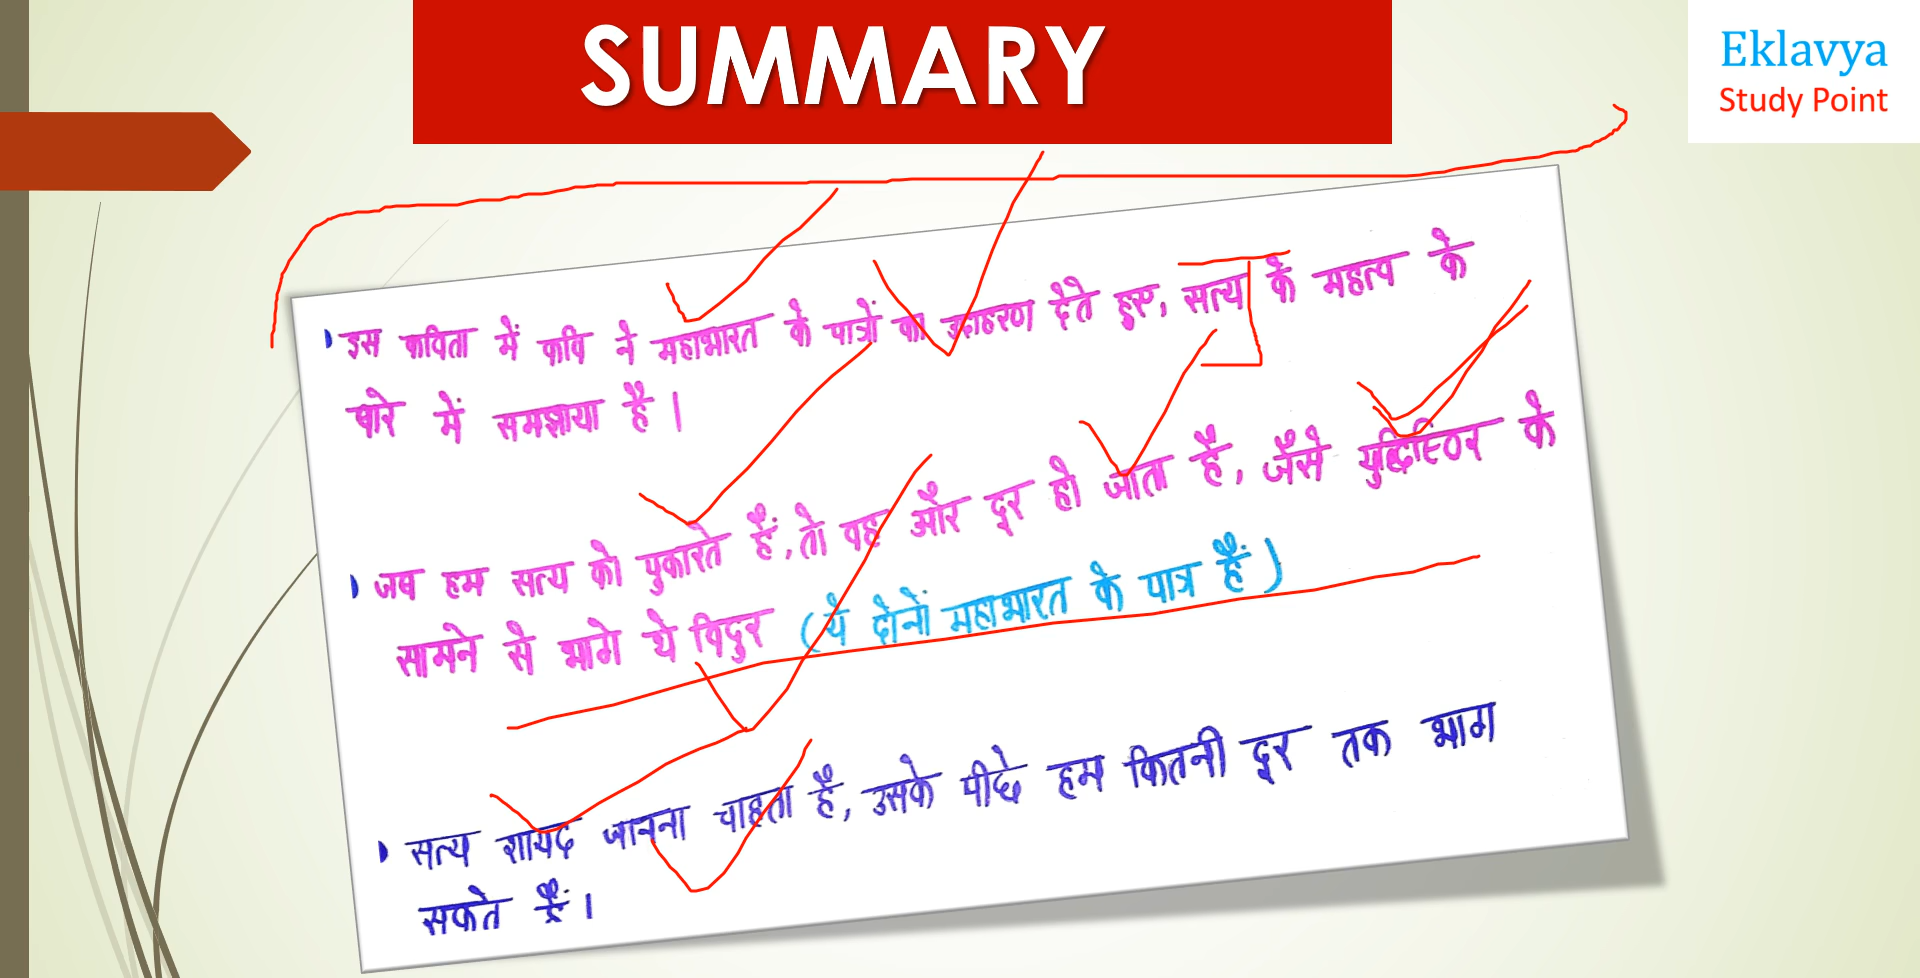 SUMMARY
Eklavya
Study Point
इस कविता में कवि ने महाभारत के पात्रों का उदाहरण देते हुए, सत्य के महत्व के
बारे में समझाया है।
जब हम सत्य को पुकारते हैं, तो वह और दूर हो जाता है, जैसे युद्धिष्ठिर के
सामने से भागे थे विदुर (ये दोनों महाभारत के पात्र हैं)
सत्य शायद जानना चाहता है, उसके पीछे हम कितनी दूर तक भाग
सकते हैं।